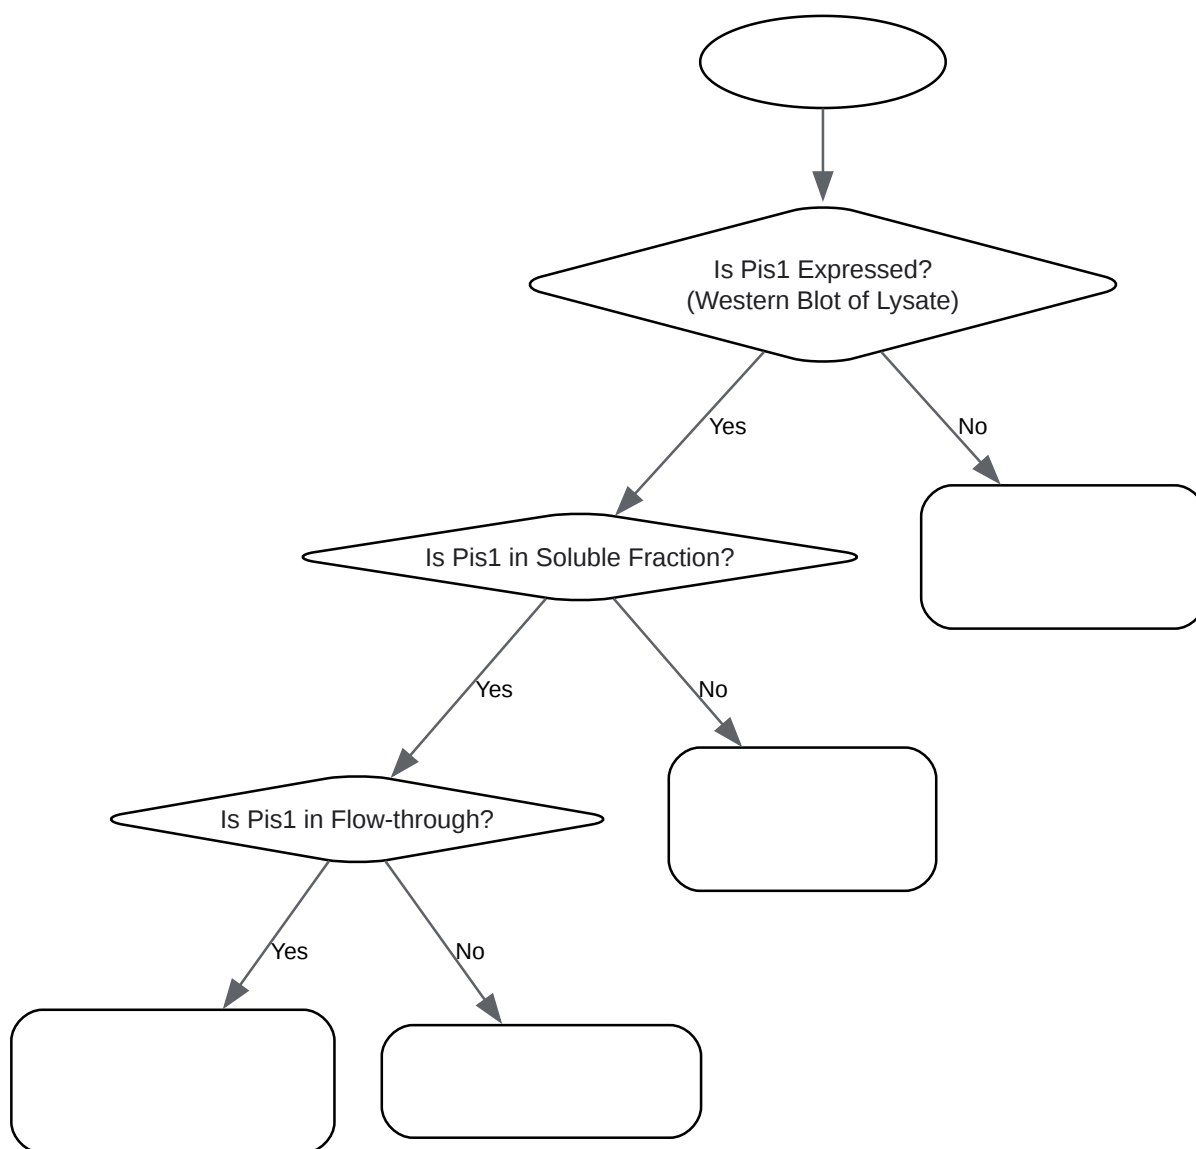 Is Pis1 Expressed?
(Western Blot of Lysate)
Yes
No
Is Pis1 in Soluble Fraction?
Yes
No
Is Pis1 in Flow-through?
Yes
No